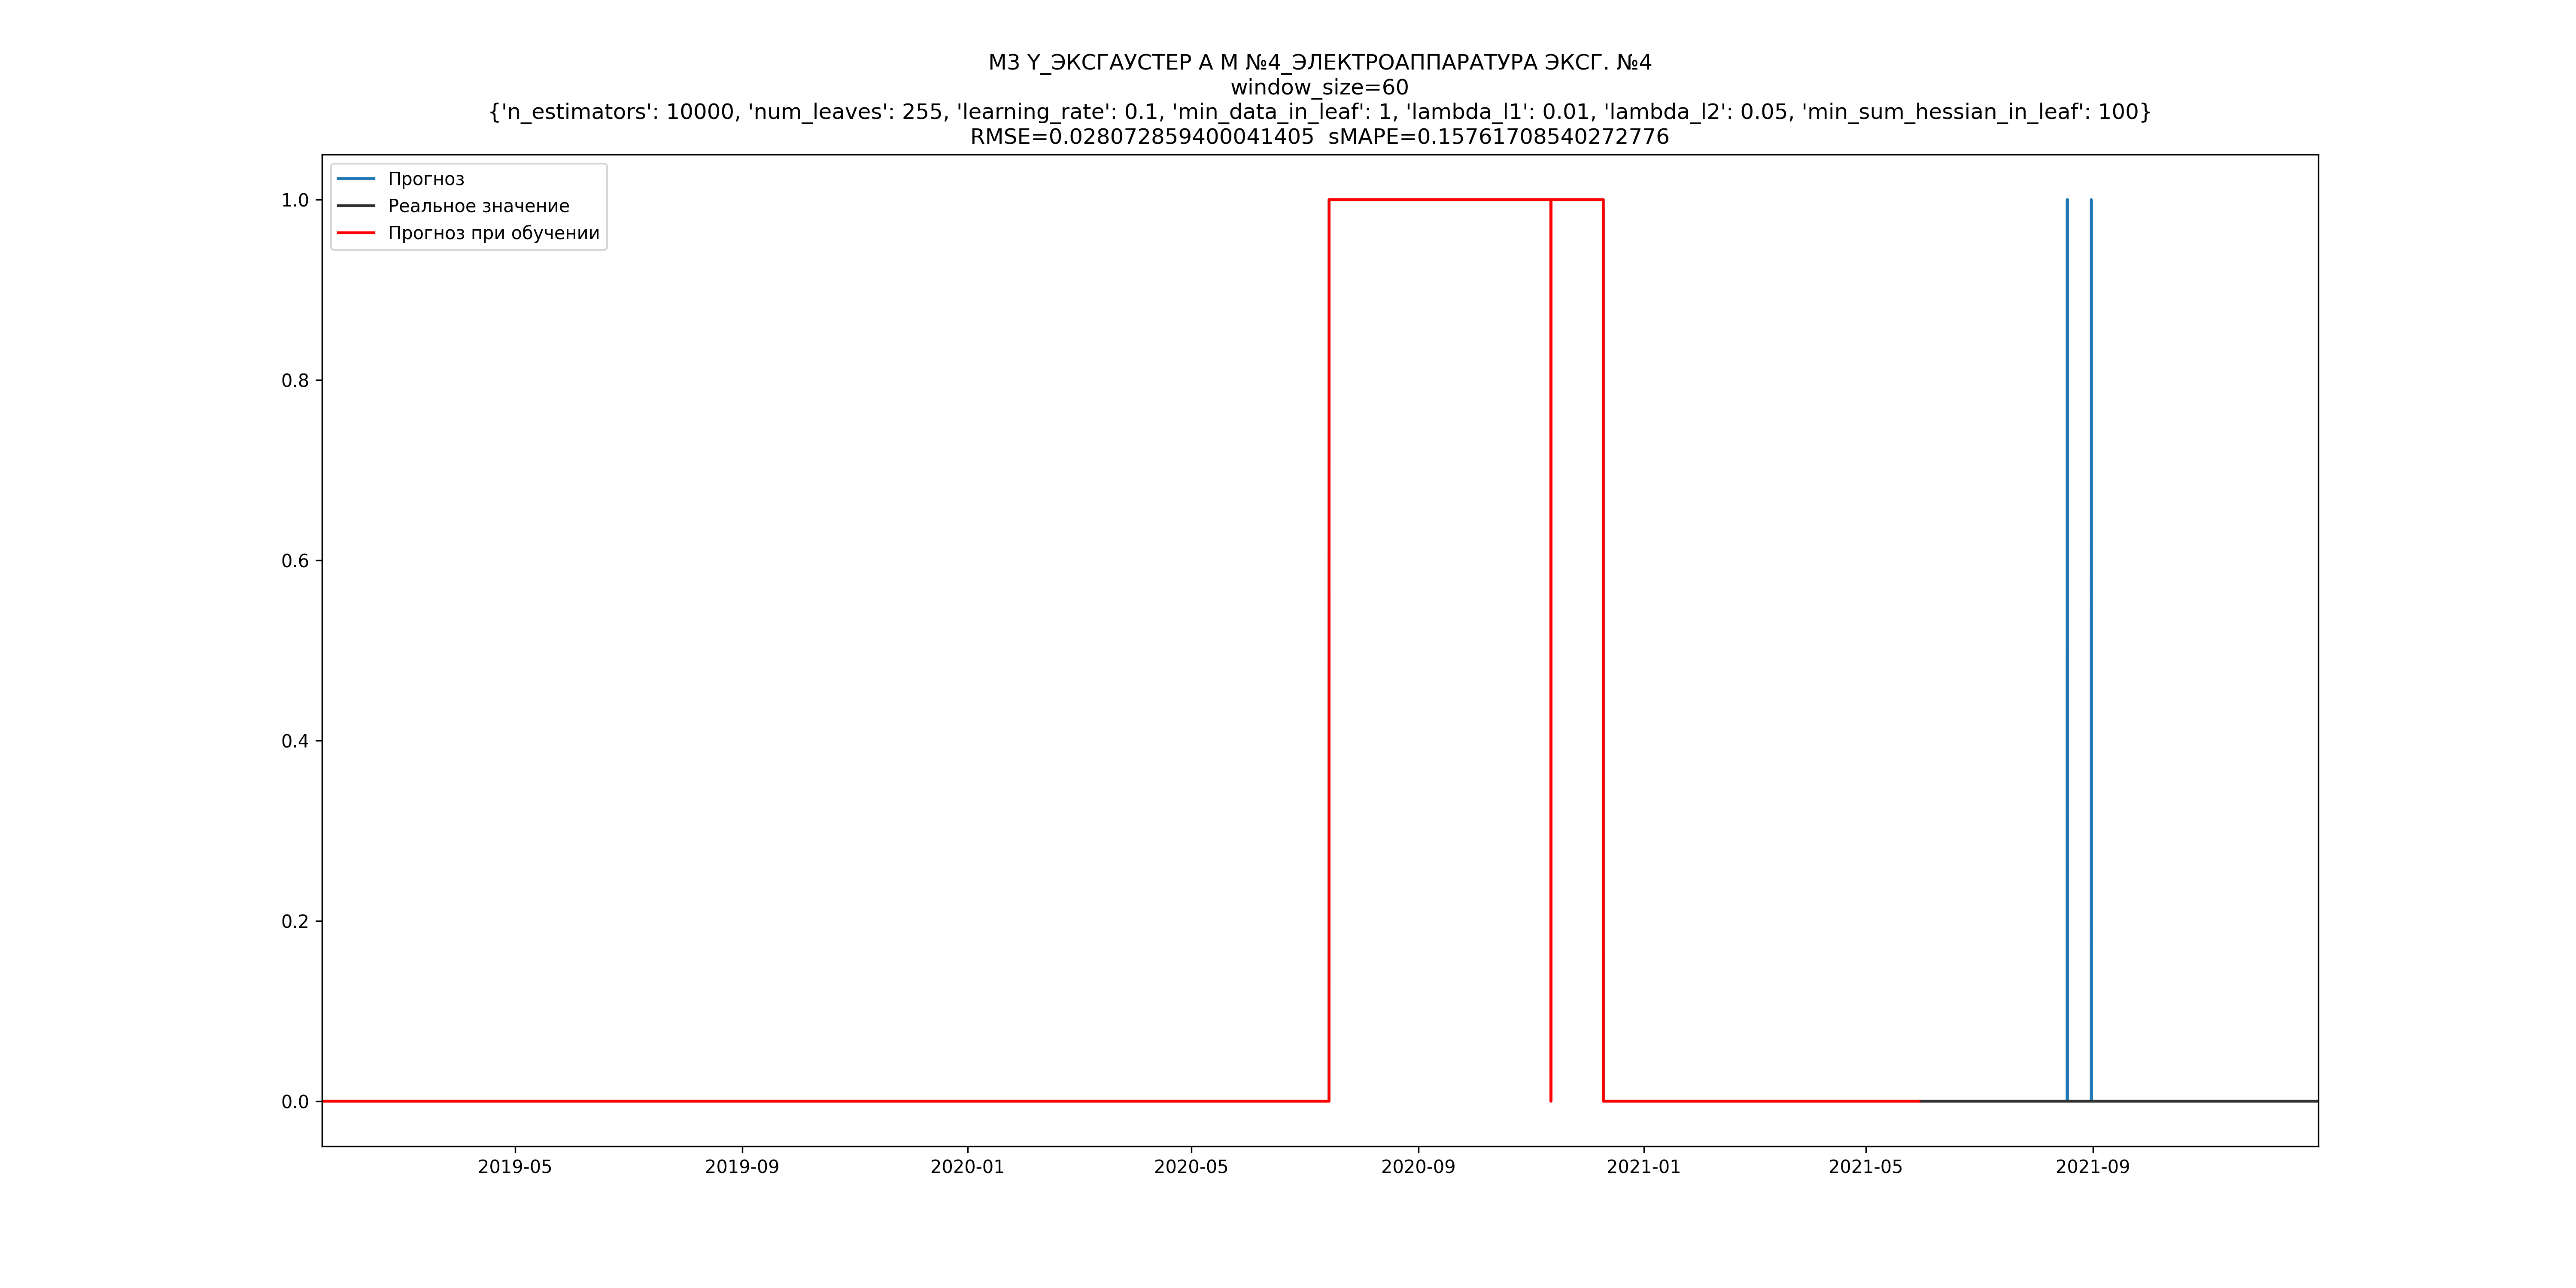 М3 Y_ЭКСГАУСТЕР А М №4_ЭЛЕКТРОАППАРАТУРА ЭКСГ. №4
window_size=60
{'n_estimators': 10000, 'num_leaves': 255, 'learning_rate': 0.1, 'min_data_in_leaf': 1, 'lambda_l1': 0.01, 'lambda_l2': 0.05, 'min_sum_hessian_in_leaf': 100}
RMSE=0.028072859400041405  sMAPE=0.15761708540272776
Прогноз
Реальное значение
Прогноз при обучении
1.0
0.8
0.6
0.4
0.2
0.0
2019-05
2019-09
2020-01
2020-05
2020-09
2021-01
2021-05
2021-09